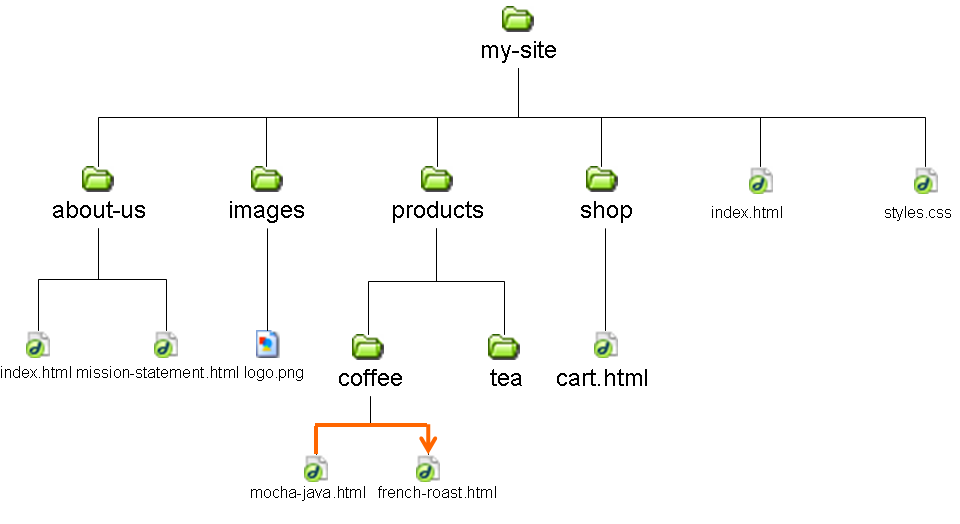 my-site
about-us
images
products
shop
index.html
styles.css
index.html
mission-statement.html
logo.png
coffee
tea
cart.html
mocha-java.html
french-roast.html